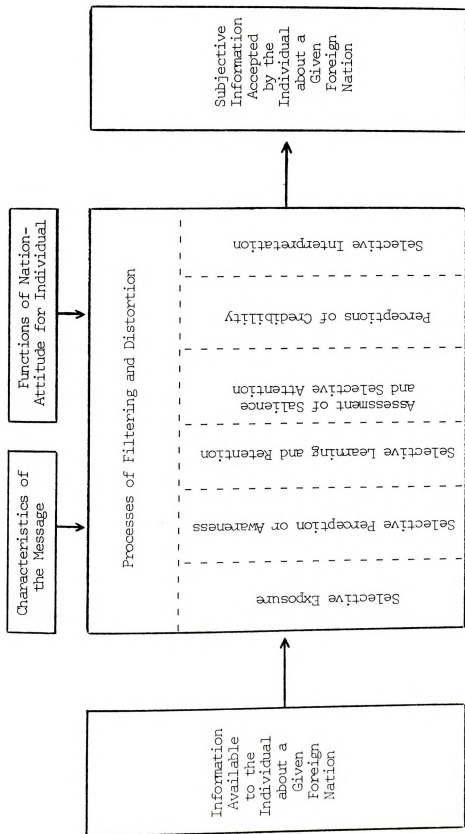 Information
Available
to the
Individual
about a
Given
Foreign
Nation
Characteristics of
the Message
Functions of Nation-
Attitude for Individual
Processes of Filtering and Distortion
Selective Exposure
Selective Perception or Awareness
Selective Learning and Retention
Assessment of Salience
and Selective Attention
Perceptions of Credibility
Selective Interpretation
Subjective
Information
Accepted
by the
Individual
about a
Given
Foreign
Nation